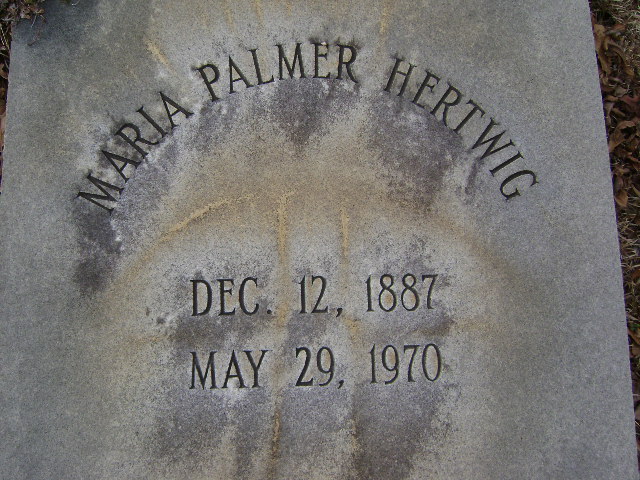 MARIA PALMER HERTWIG
DEC. 12, 1887
MAY 29, 1970